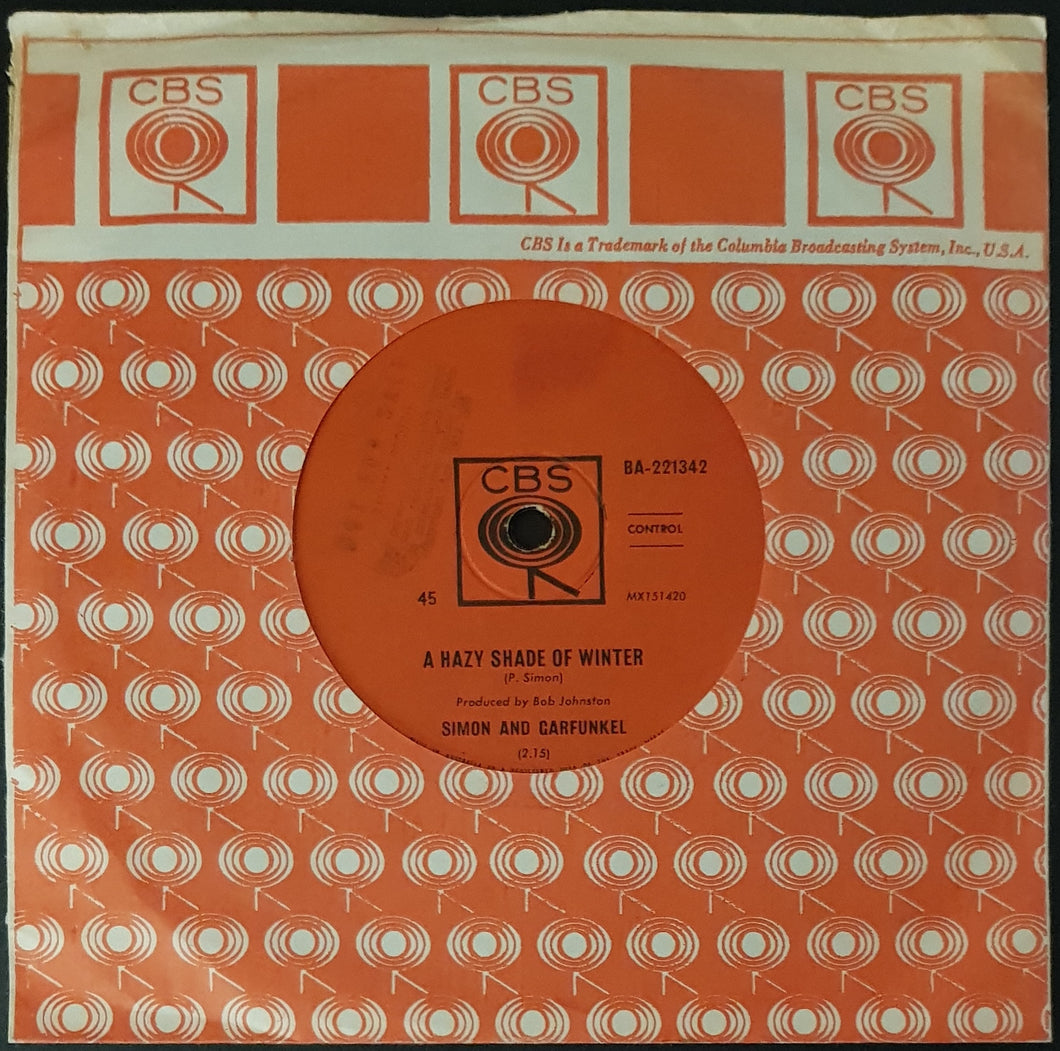 CBS
CBS
CBS
CBS Is a Trademark of the Columbia Broadcasting System, Inc., U.S.A.
CBS
BA-221342
CONTROL
45
MX151420
A HAZY SHADE OF WINTER
(P. Simon)
Produced by Bob Johnston
SIMON AND GARFUNKEL
(2.15)